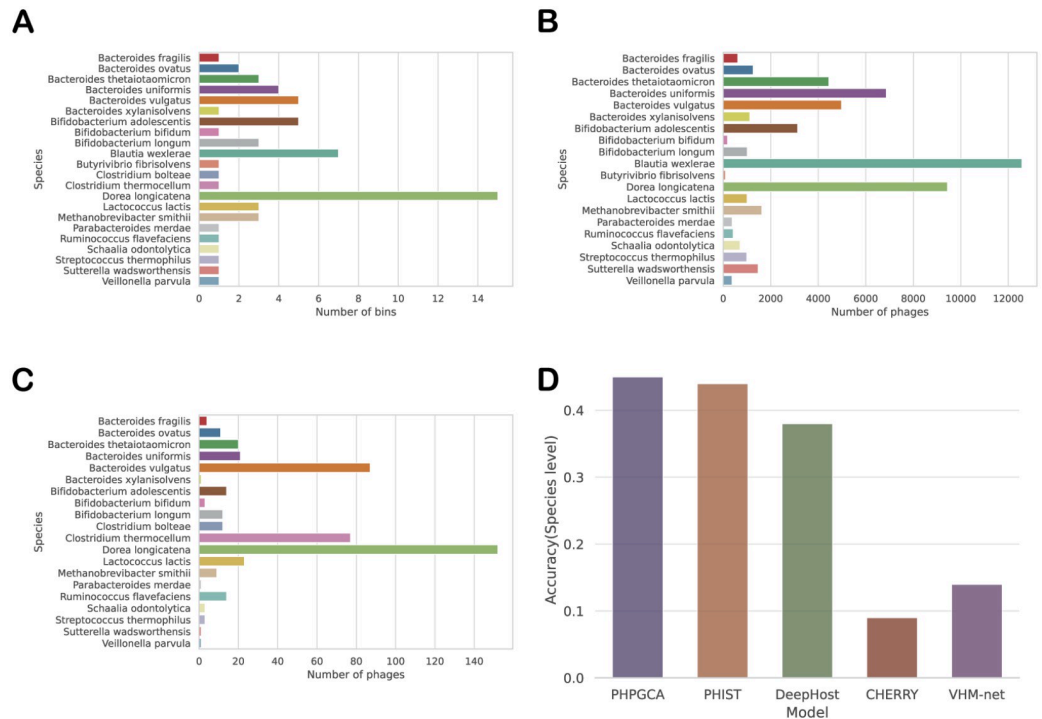 A
Bacteroides fragilis
Bacteroides ovatus
Bacteroides thetaiotaomicron
Bacteroides uniformis
Bacteroides vulgatus
Bacteroides xylanisolvens
Bifidobacterium adolescentis
Bifidobacterium bifidum
Bifidobacterium longum
Blautia wexlerae
Butyrivibrio fibrisolvens
Clostridium bolteae
Clostridium thermocellum
Dorea longicatena
Lactococcus lactis
Methanobrevibacter smithii
Parabacteroides merdae
Ruminococcus flavefaciens
Schaalia odontolytica
Streptococcus thermophilus
Sutterella wadsworthensis
Veillonella parvula
Species
0 2 4 6 8 10 12 14
Number of bins
B
Bacteroides fragilis
Bacteroides ovatus
Bacteroides thetaiotaomicron
Bacteroides uniformis
Bacteroides vulgatus
Bacteroides xylanisolvens
Bifidobacterium adolescentis
Bifidobacterium bifidum
Bifidobacterium longum
Blautia wexlerae
Butyrivibrio fibrisolvens
Dorea longicatena
Lactococcus lactis
Methanobrevibacter smithii
Parabacteroides merdae
Ruminococcus flavefaciens
Schaalia odontolytica
Streptococcus thermophilus
Sutterella wadsworthensis
Veillonella parvula
Species
0 2000 4000 6000 8000 10000 12000
Number of phages
C
Bacteroides fragilis
Bacteroides ovatus
Bacteroides thetaiotaomicron
Bacteroides uniformis
Bacteroides vulgatus
Bacteroides xylanisolvens
Bifidobacterium adolescentis
Bifidobacterium bifidum
Bifidobacterium longum
Clostridium bolteae
Clostridium thermocellum
Dorea longicatena
Lactococcus lactis
Methanobrevibacter smithii
Parabacteroides merdae
Ruminococcus flavefaciens
Schaalia odontolytica
Streptococcus thermophilus
Sutterella wadsworthensis
Veillonella parvula
Species
0 20 40 60 80 100 120 140
Number of phages
D
Accuracy(Species level)
0.4
0.3
0.2
0.1
0.0
PHPGCA PHIST DeepHost CHERRY VHM-net
Model